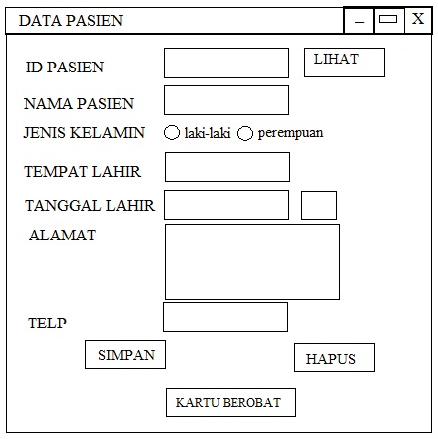 DATA PASIEN X
ID PASIEN LIHAT
NAMA PASIEN
JENIS KELAMIN laki-laki perempuan
TEMPAT LAHIR
TANGGAL LAHIR
ALAMAT
TELP
SIMPAN HAPUS
KARTU BEROBAT